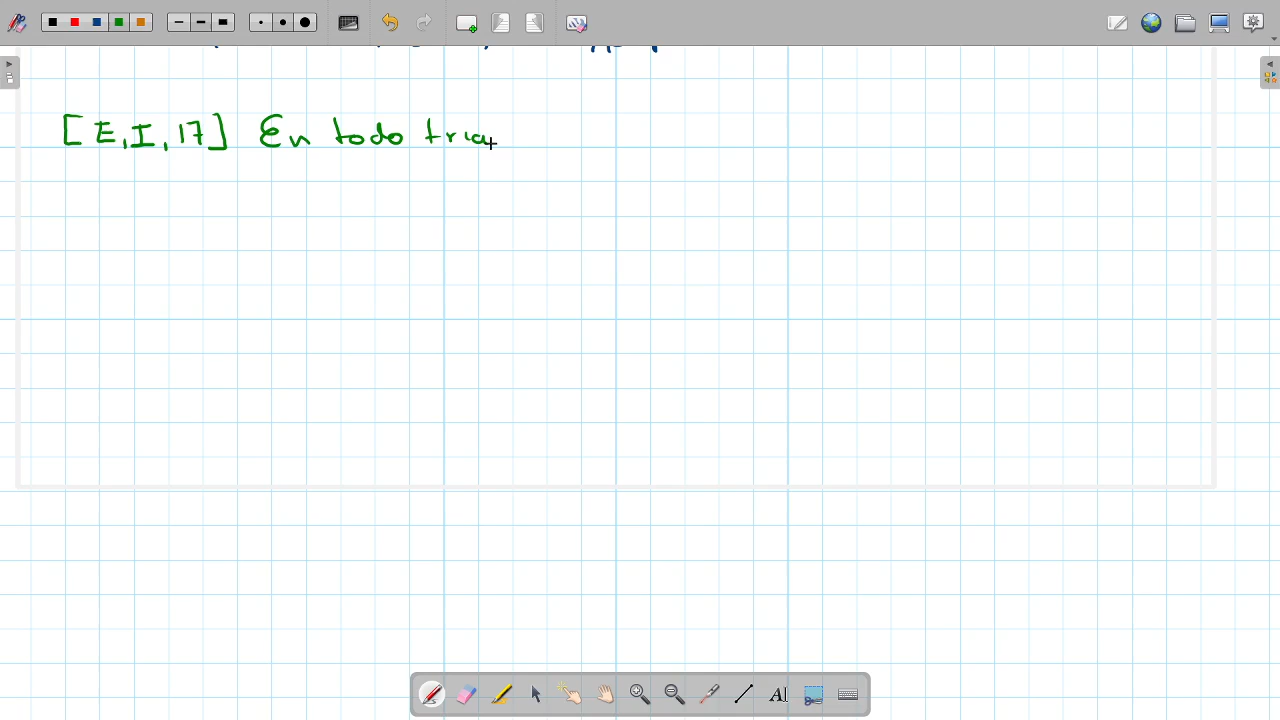 [E, I, 17] En todo tria